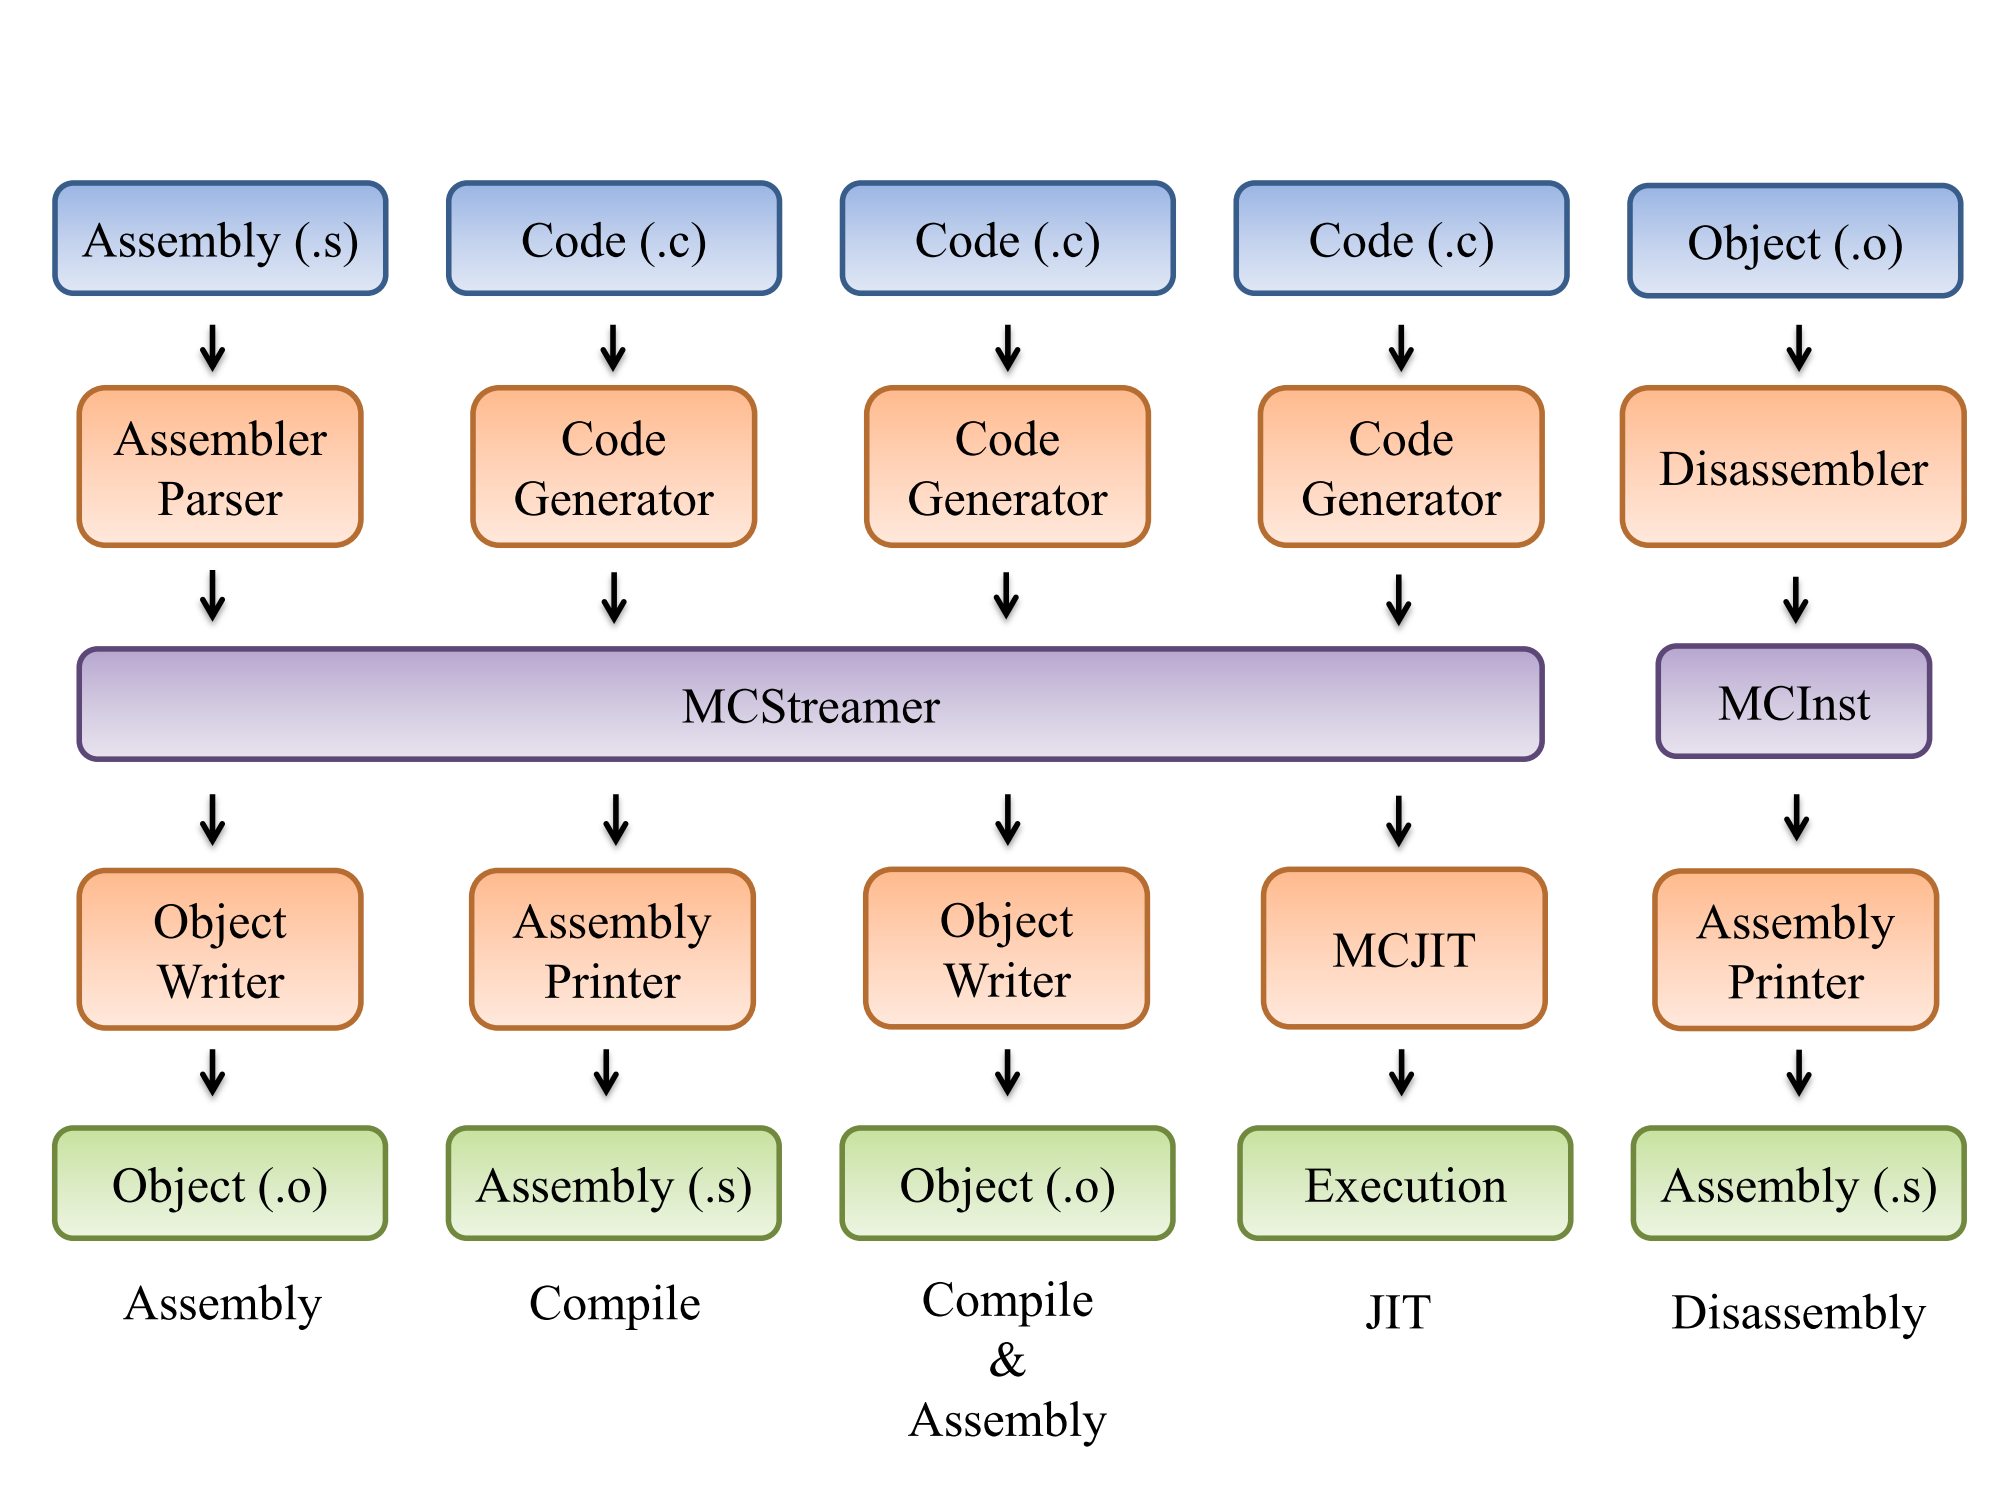 Assembly (.s)
Code (.c)
Code (.c)
Code (.c)
Object (.o)
Assembler
Parser
Code
Generator
Code
Generator
Code
Generator
Disassembler
MCStreamer
MCInst
Object
Writer
Assembly
Printer
Object
Writer
MCJIT
Assembly
Printer
Object (.o)
Assembly (.s)
Object (.o)
Execution
Assembly (.s)
Assembly
Compile
Compile
&
Assembly
JIT
Disassembly